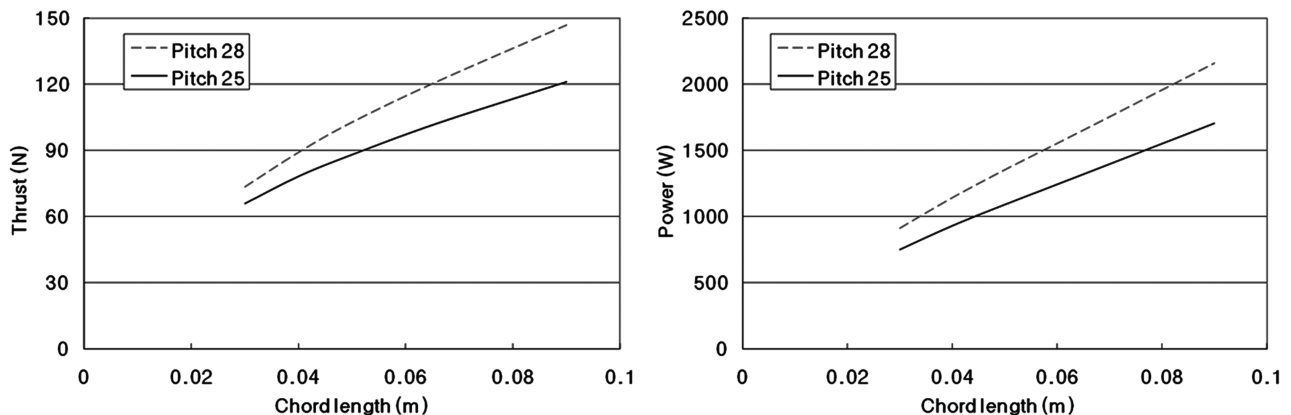 150
120
90
60
30
0
Thrust (N)
Pitch 28
Pitch 25
0 0.02 0.04 0.06 0.08 0.1
Chord length (m)
2500
2000
1500
1000
500
0
Power (W)
Pitch 28
Pitch 25
0 0.02 0.04 0.06 0.08 0.1
Chord length (m)